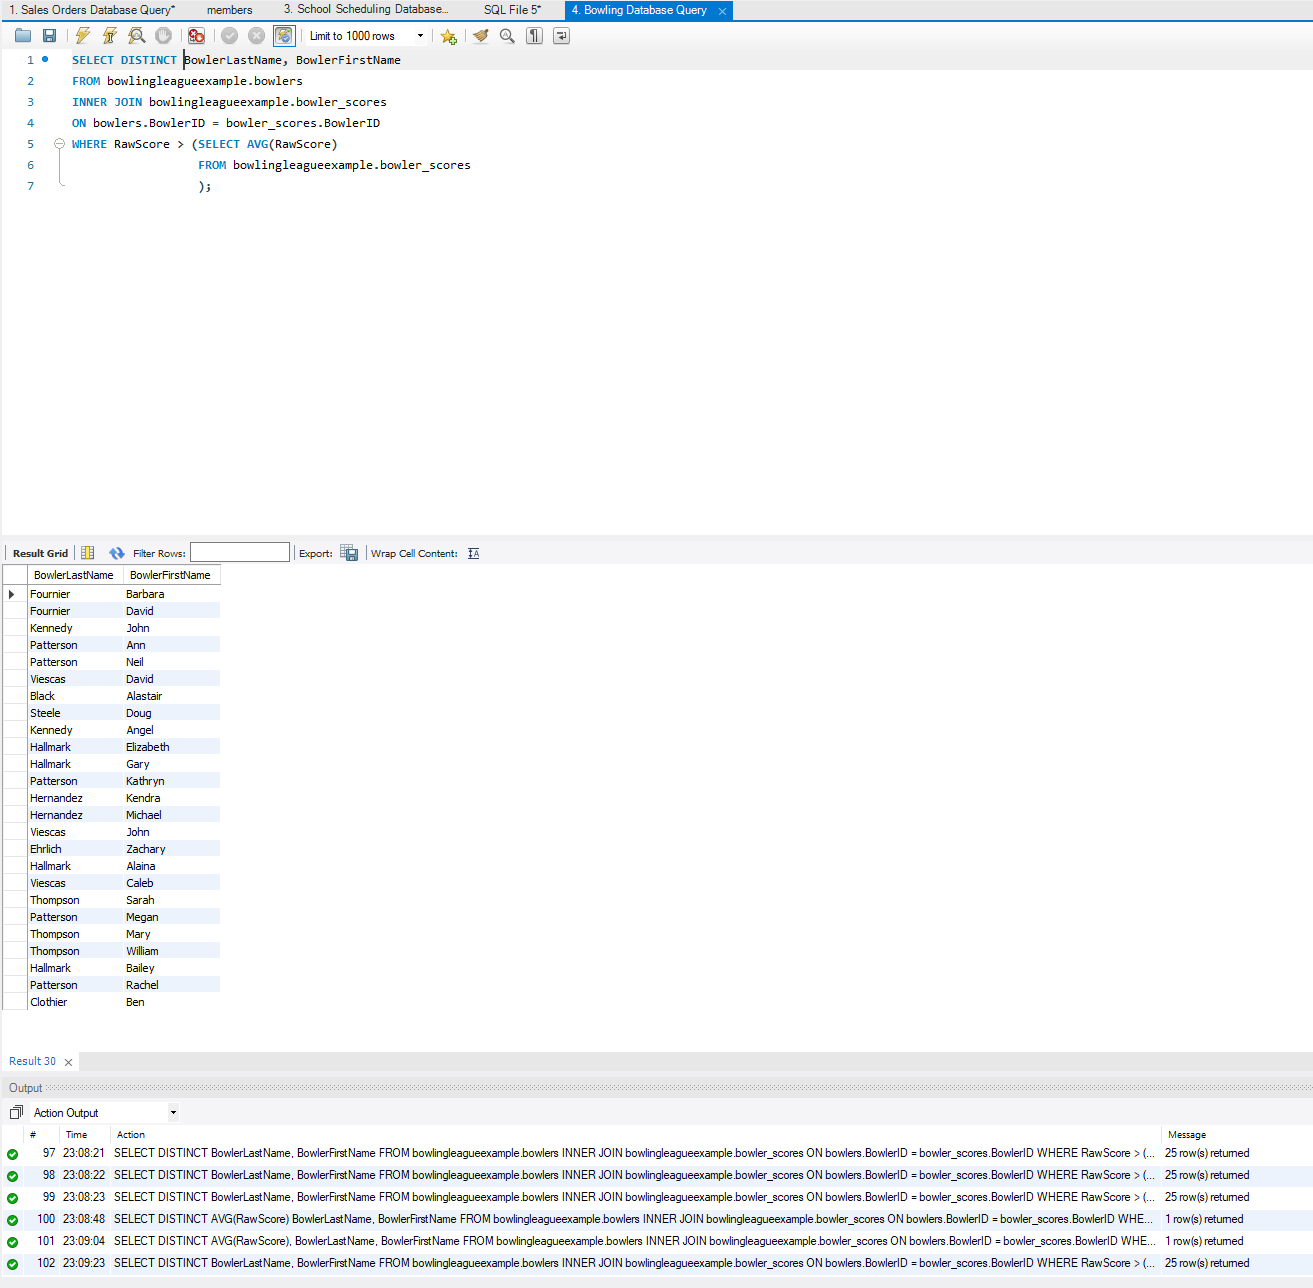 1. Sales Orders Database Query* members 3. School Scheduling Database... SQL File 5* 4. Bowling Database Query
Limit to 1000 rows
1 SELECT DISTINCT BowlerLastName, BowlerFirstName
2 FROM bowlingleagueexample.bowlers
3 INNER JOIN bowlingleagueexample.bowler_scores
4 ON bowlers.BowlerID = bowler_scores.BowlerID
5 WHERE RawScore > (SELECT AVG(RawScore)
6 FROM bowlingleagueexample.bowler_scores
7 );
Result Grid Filter Rows: Export: Wrap Cell Content: IA
BowlerLastName BowlerFirstName
Fournier Barbara
Fournier David
Kennedy John
Patterson Ann
Patterson Neil
Viescas David
Black Alastair
Steele Doug
Kennedy Angel
Hallmark Elizabeth
Hallmark Gary
Patterson Kathryn
Hernandez Kendra
Hernandez Michael
Viescas John
Ehrlich Zachary
Hallmark Alaina
Viescas Caleb
Thompson Sarah
Patterson Megan
Thompson Mary
Thompson William
Hallmark Bailey
Patterson Rachel
Clothier Ben
Result 30
Output
Action Output
# Time Action Message
97 23:08:21 SELECT DISTINCT BowlerLastName, BowlerFirstName FROM bowlingleagueexample.bowlers INNER JOIN bowlingleagueexample.bowler_scores ON bowlers.BowlerID = bowler_scores.BowlerID WHERE RawScore > (... 25 row(s) returned
98 23:08:22 SELECT DISTINCT BowlerLastName, BowlerFirstName FROM bowlingleagueexample.bowlers INNER JOIN bowlingleagueexample.bowler_scores ON bowlers.BowlerID = bowler_scores.BowlerID WHERE RawScore > (... 25 row(s) returned
99 23:08:23 SELECT DISTINCT BowlerLastName, BowlerFirstName FROM bowlingleagueexample.bowlers INNER JOIN bowlingleagueexample.bowler_scores ON bowlers.BowlerID = bowler_scores.BowlerID WHERE RawScore > (... 25 row(s) returned
100 23:08:48 SELECT DISTINCT AVG(RawScore) BowlerLastName, BowlerFirstName FROM bowlingleagueexample.bowlers INNER JOIN bowlingleagueexample.bowler_scores ON bowlers.BowlerID = bowler_scores.BowlerID WHE... 1 row(s) returned
101 23:09:04 SELECT DISTINCT AVG(RawScore), BowlerLastName, BowlerFirstName FROM bowlingleagueexample.bowlers INNER JOIN bowlingleagueexample.bowler_scores ON bowlers.BowlerID = bowler_scores.BowlerID WHE... 1 row(s) returned
102 23:09:23 SELECT DISTINCT BowlerLastName, BowlerFirstName FROM bowlingleagueexample.bowlers INNER JOIN bowlingleagueexample.bowler_scores ON bowlers.BowlerID = bowler_scores.BowlerID WHERE RawScore > (... 25 row(s) returned